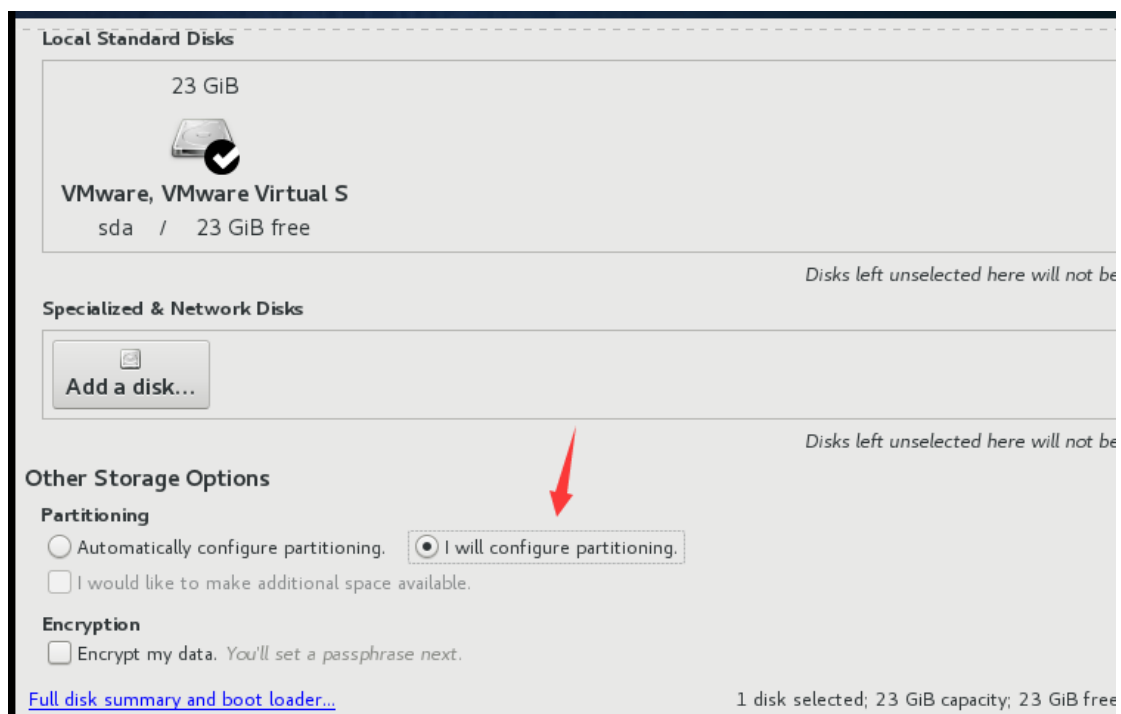 Local Standard Disks
23 GiB
VMware, VMware Virtual S
sda / 23 GiB free
Disks left unselected here will not be
Specialized & Network Disks
Add a disk...
Disks left unselected here will not be
Other Storage Options
Partitioning
Automatically configure partitioning. I will configure partitioning.
I would like to make additional space available.
Encryption
Encrypt my data. You'll set a passphrase next.
Full disk summary and boot loader... 1 disk selected; 23 GiB capacity; 23 GiB free